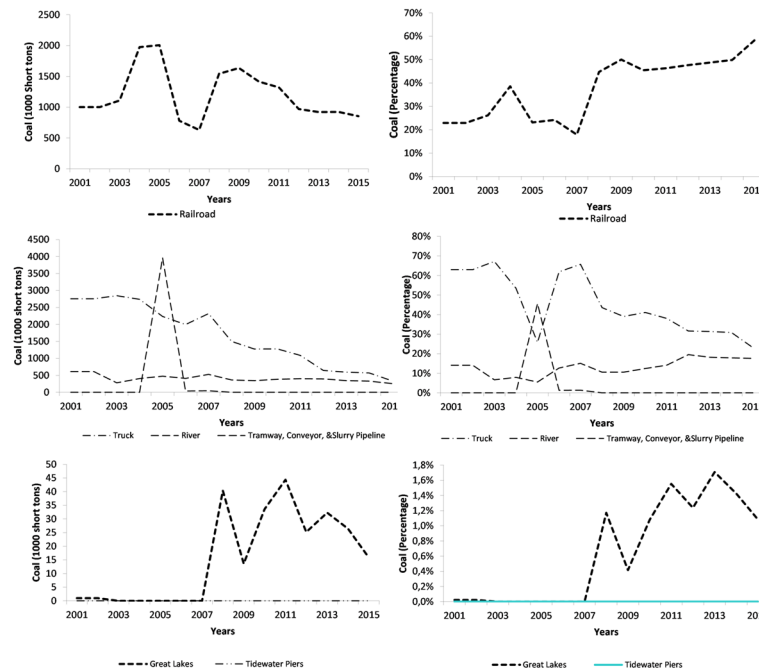 Coal (1000 Short tons)
2500
2000
1500
1000
500
0
2001 2003 2005 2007 2009 2011 2013 2015
Years
Railroad
Coal (Percentage)
70%
60%
50%
40%
30%
20%
10%
0%
2001 2003 2005 2007 2009 2011 2013 201
Years
Railroad
Coal (1000 short tons)
4500
4000
3500
3000
2500
2000
1500
1000
500
0
2001 2003 2005 2007 2009 2011 2013 201
Years
Truck River Tramway, Conveyor, &Slurry Pipeline
Coal (Percentage)
80%
70%
60%
50%
40%
30%
20%
10%
0%
2001 2003 2005 2007 2009 2011 2013 201
Years
Truck River Tramway, Conveyor, &Slurry Pipeline
Coal (1000 short tons)
50
45
40
35
30
25
20
15
10
5
0
2001 2003 2005 2007 2009 2011 2013 2015
Years
Great Lakes Tidewater Piers
Coal (Percentage)
1,8%
1,6%
1,4%
1,2%
1,0%
0,8%
0,6%
0,4%
0,2%
0,0%
2001 2003 2005 2007 2009 2011 2013 201
Years
Great Lakes Tidewater Piers